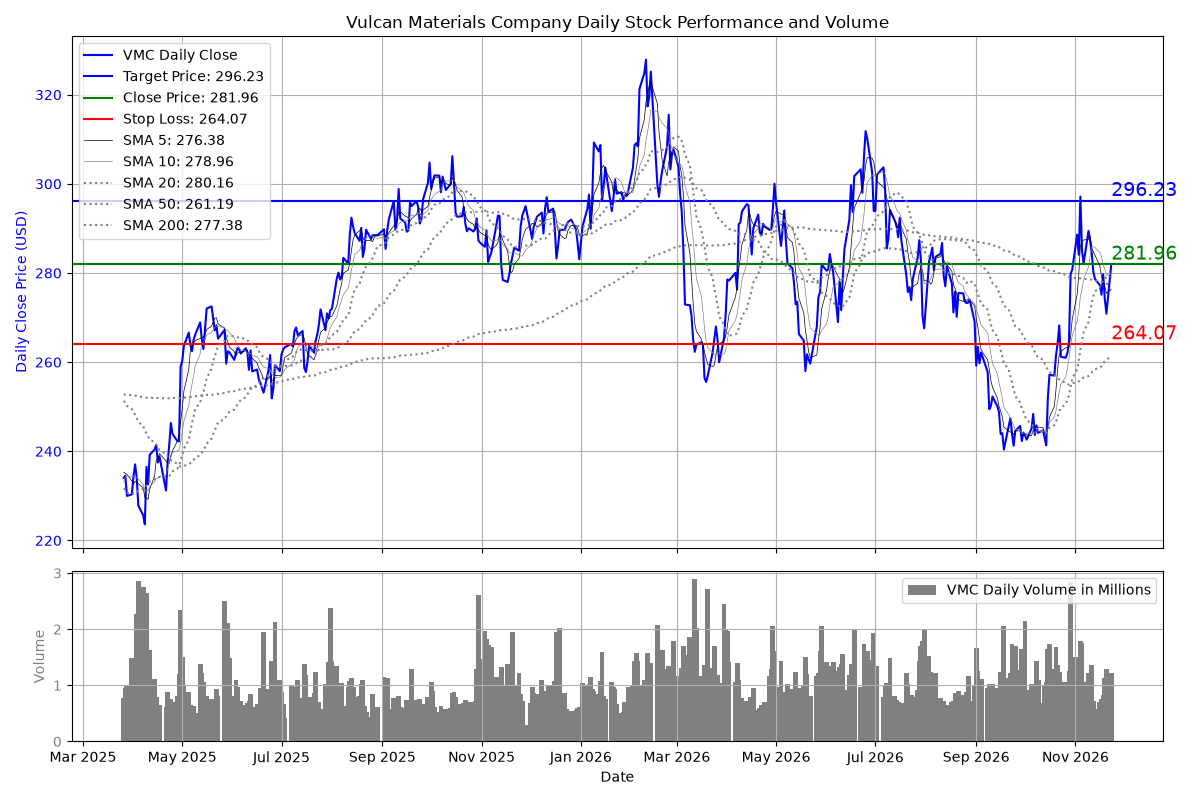 Vulcan Materials Company Daily Stock Performance and Volume
VMC Daily Close
Target Price: 296.23
Close Price: 281.96
Stop Loss: 264.07
SMA 5: 276.38
SMA 10: 278.96
SMA 20: 280.16
SMA 50: 261.19
SMA 200: 277.38
320
300
280
260
240
220
Daily Close Price (USD)
296.23
281.96
264.07
VMC Daily Volume in Millions
3
2
1
0
Volume
Mar 2025 May 2025 Jul 2025 Sep 2025 Nov 2025 Jan 2026 Mar 2026 May 2026 Jul 2026 Sep 2026 Nov 2026
Date